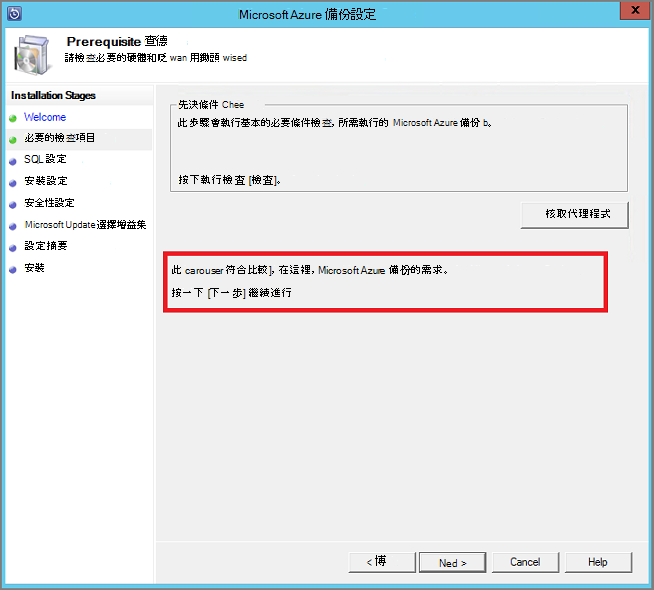 Microsoft Azure 備份設定
X
Prerequisite 查德
請檢查必要的硬體和眨 wan 用鋤頭 wised
Installation Stages
Welcome
必要的檢查項目
SQL 設定
安裝設定
安全性設定
Microsoft Update 選擇增益集
設定摘要
安裝
先決條件 Chee
此步驟會執行基本的必要條件檢查, 所需執行的 Microsoft Azure 備份 b。
按下執行檢查 [檢查]。
核取代理程式
此 carouser 符合比較], 在這裡, Microsoft Azure 備份的需求。
按一下 [下一步] 繼續進行
< 博
Ned >
Cancel
Help